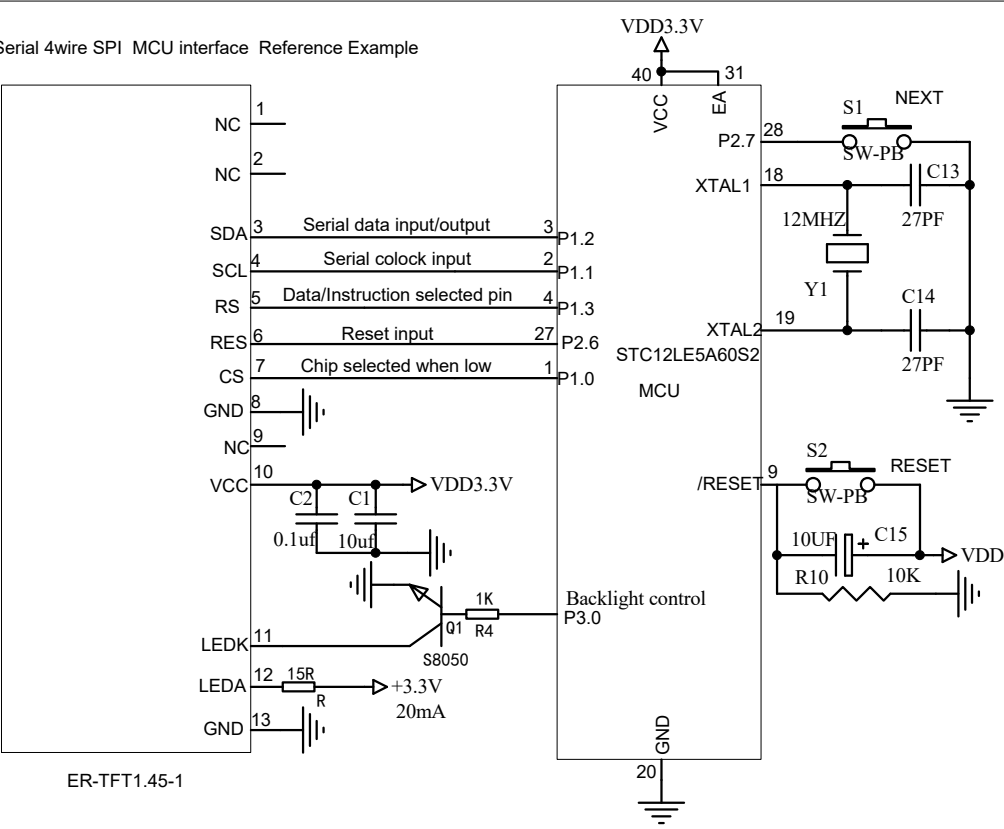 Serial 4wire SPI  MCU interface  Reference Example
VDD3.3V
40
31
VCC
EA
NC
1
NC
2
SDA
3
Serial data input/output
3
P1.2
SCL
4
Serial colock input
2
P1.1
RS
5
Data/Instruction selected pin
4
P1.3
RES
6
Reset input
27
P2.6
CS
7
Chip selected when low
1
P1.0
GND
8
NC
9
VCC
10
VDD3.3V
C2
C1
0.1uf
10uf
1K
R4
Backlight control
P3.0
Q1
S8050
LEDK
11
LEDA
12
15R
R
+3.3V
20mA
GND
13
ER-TFT1.45-1
P2.7
28
S1
NEXT
SW-PB
XTAL1
18
C13
27PF
12MHZ
Y1
C14
27PF
XTAL2
19
STC12LE5A60S2
MCU
/RESET
9
S2
RESET
SW-PB
10UF
+
C15
VDD
R10
10K
GND
20